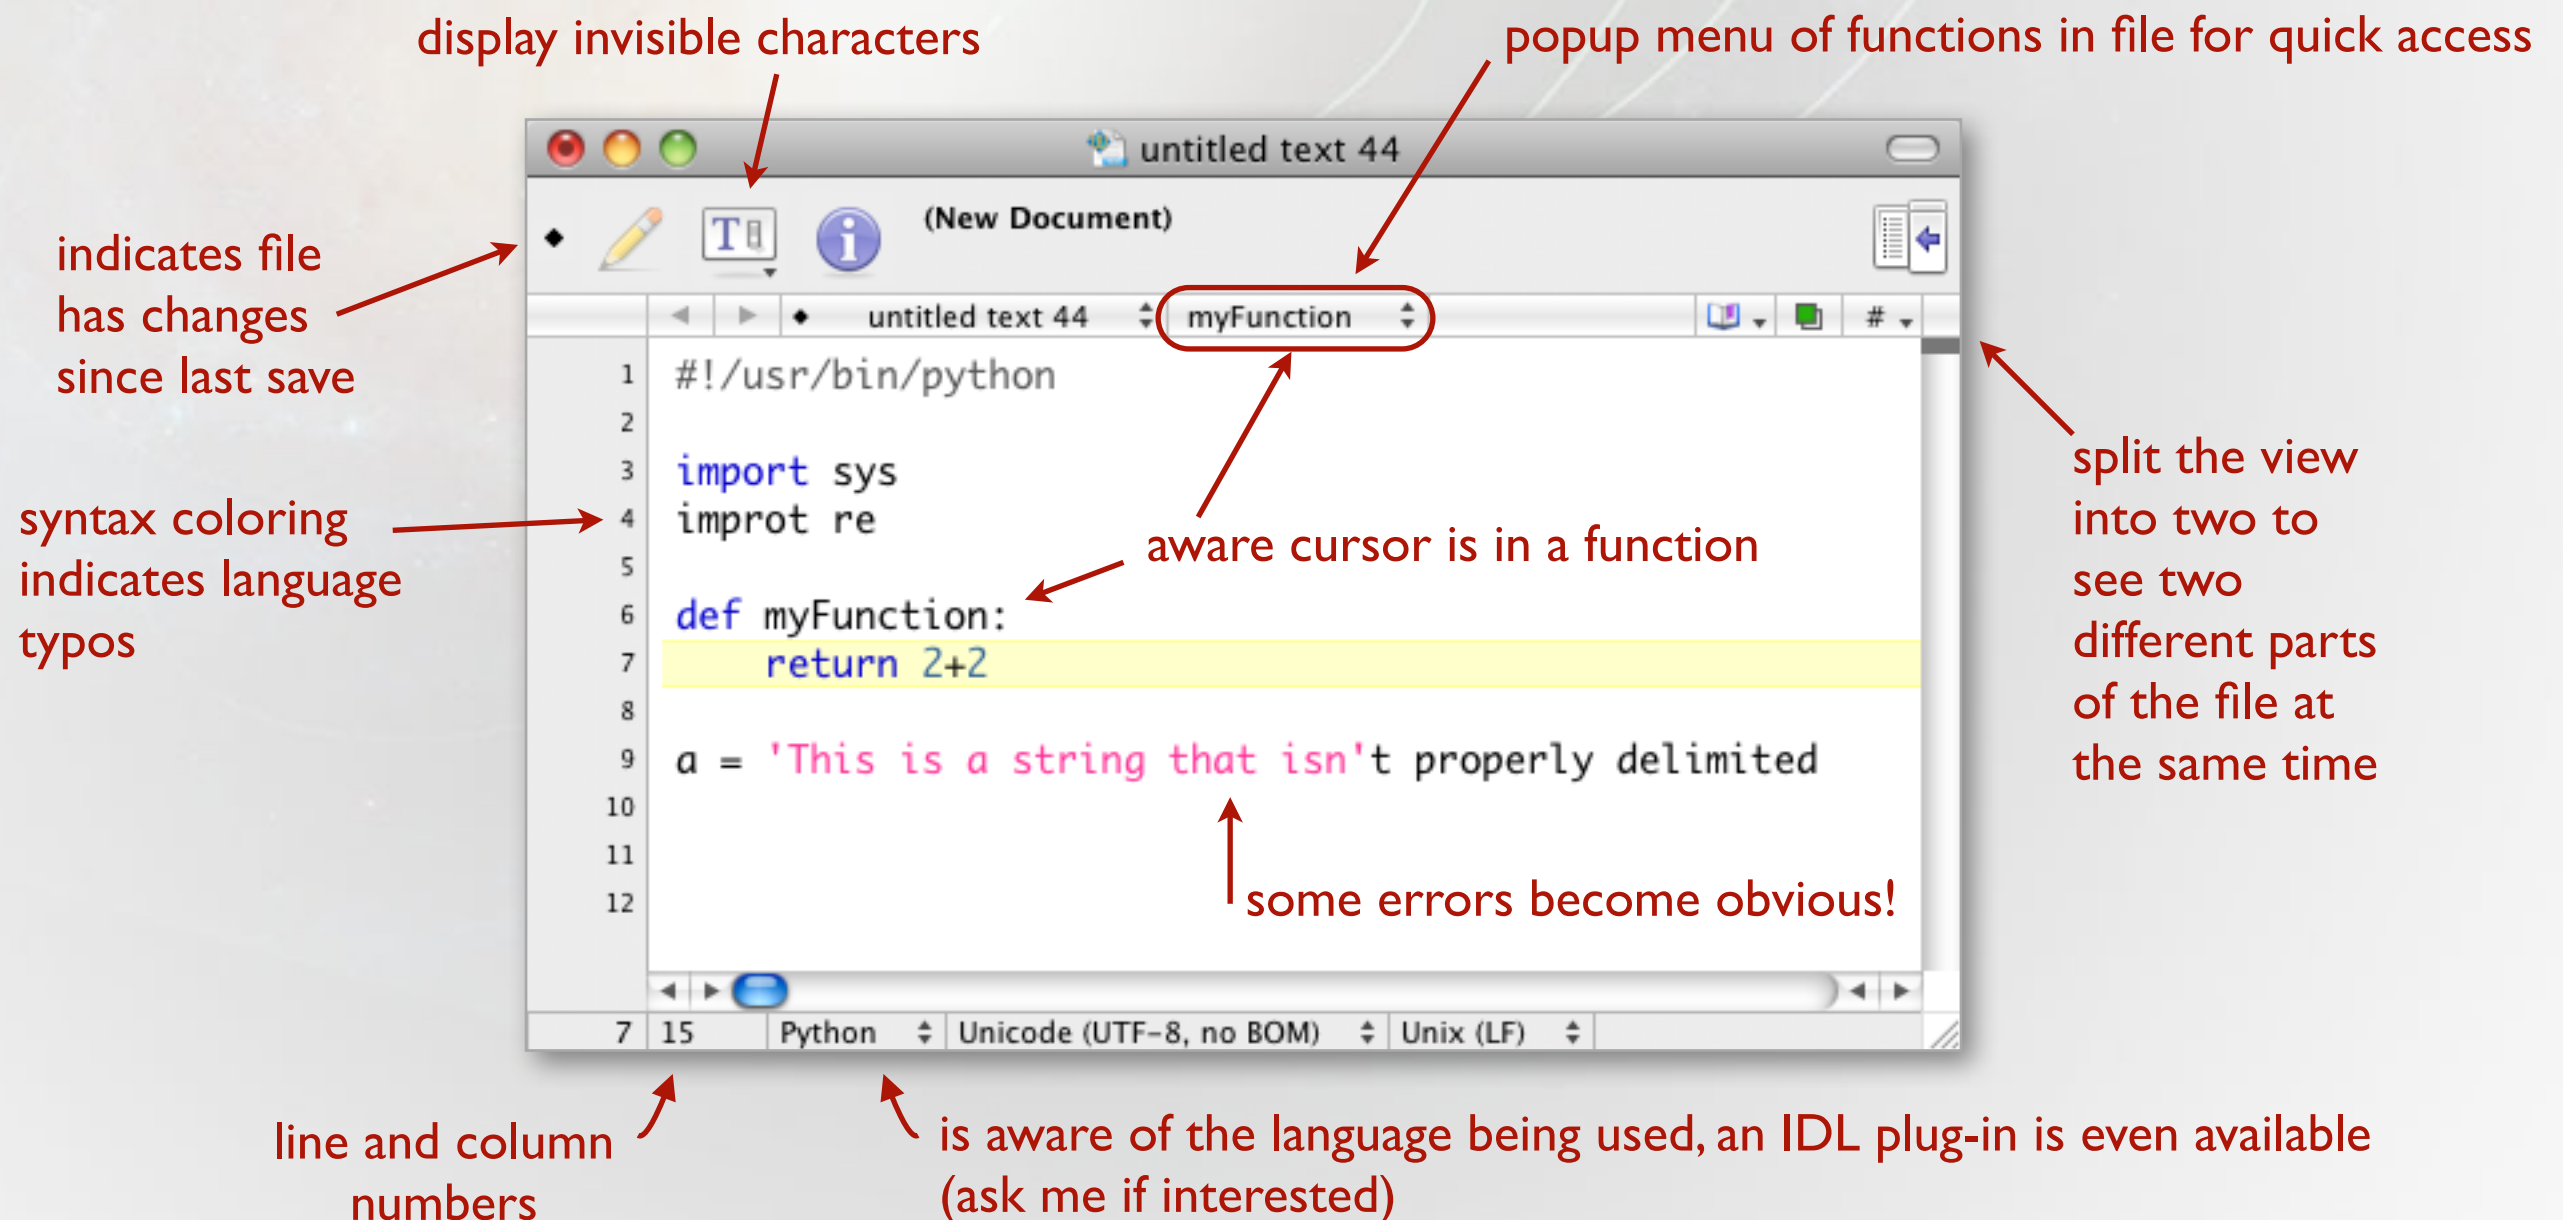 display invisible characters
popup menu of functions in file for quick access
untitled text 44
(New Document)
indicates file
has changes
since last save
untitled text 44
myFunction
#
1 #!/usr/bin/python
2
3 import sys
4 improt re
5
6 def myFunction:
7 return 2+2
8
9 a = 'This is a string that isn't properly delimited
10
11
12
syntax coloring
indicates language
typos
aware cursor is in a function
some errors become obvious!
split the view
into two to
see two
different parts
of the file at
the same time
7 15 Python Unicode (UTF-8, no BOM) Unix (LF)
line and column
numbers
is aware of the language being used, an IDL plug-in is even available
(ask me if interested)